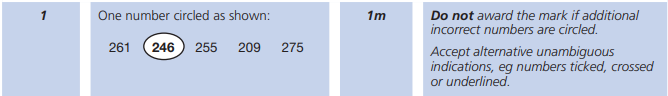 1
One number circled as shown:
261 246 255 209 275
1m
Do not award the mark if additional
incorrect numbers are circled.
Accept alternative unambiguous
indications, eg numbers ticked, crossed
or underlined.